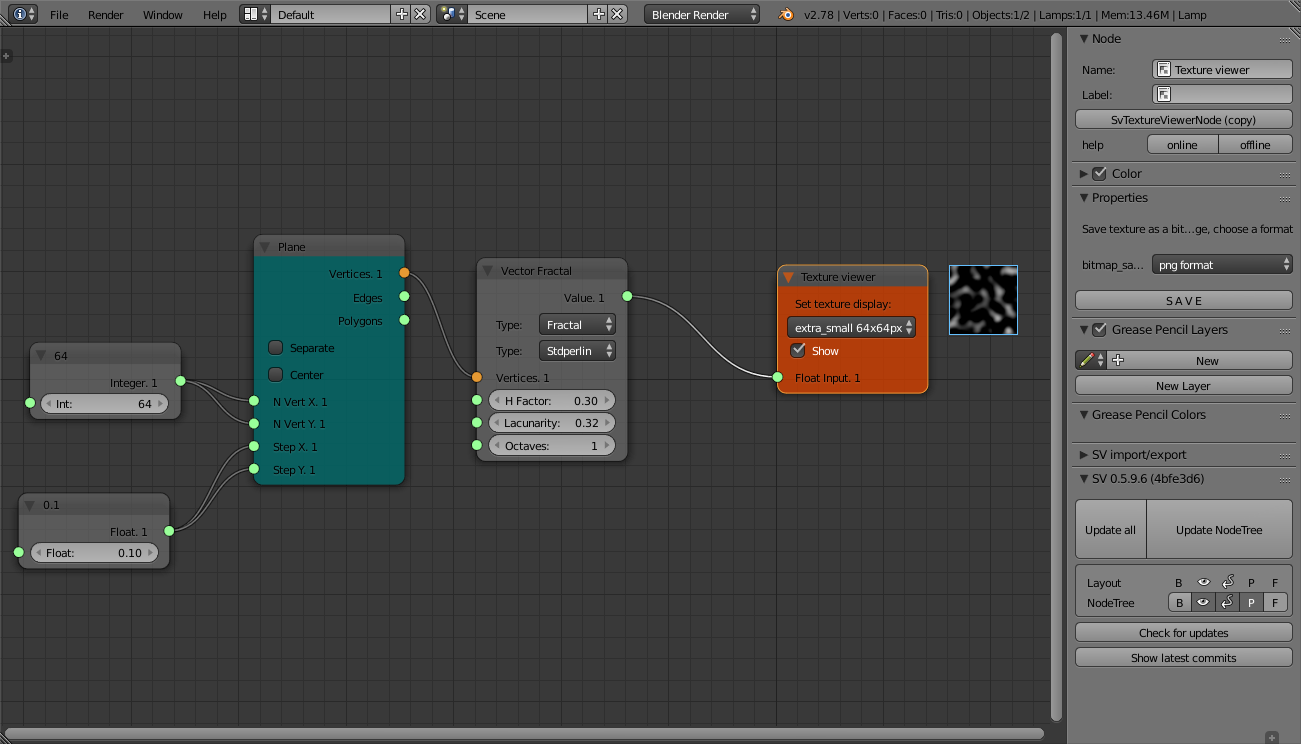 File Render Window Help Default Scene Blender Render v2.78 | Verts:0 | Faces:0 | Tris:0 | Objects:1/2 | Lamps:1/1 | Mem:13.46M | Lamp
64
Integer. 1
Int: 64
0.1
Float. 1
Float: 0.10
Plane
Vertices. 1
Edges
Polygons
Separate
Center
N Vert X. 1
N Vert Y. 1
Step X. 1
Step Y. 1
Vector Fractal
Value. 1
Type: Fractal
Type: Stdperlin
Vertices. 1
H Factor: 0.30
Lacunarity: 0.32
Octaves: 1
Texture viewer
Set texture display:
extra_small 64x64px
Show
Float Input. 1
Node
Name: Texture viewer
Label:
SvTextureViewerNode (copy)
help online offline
Color
Properties
Save texture as a bit...ge, choose a format
bitmap_sa... png format
S A V E
Grease Pencil Layers
New
New Layer
Grease Pencil Colors
SV import/export
SV 0.5.9.6 (4bfe3d6)
Update all Update NodeTree
Layout B P F
NodeTree B P F
Check for updates
Show latest commits